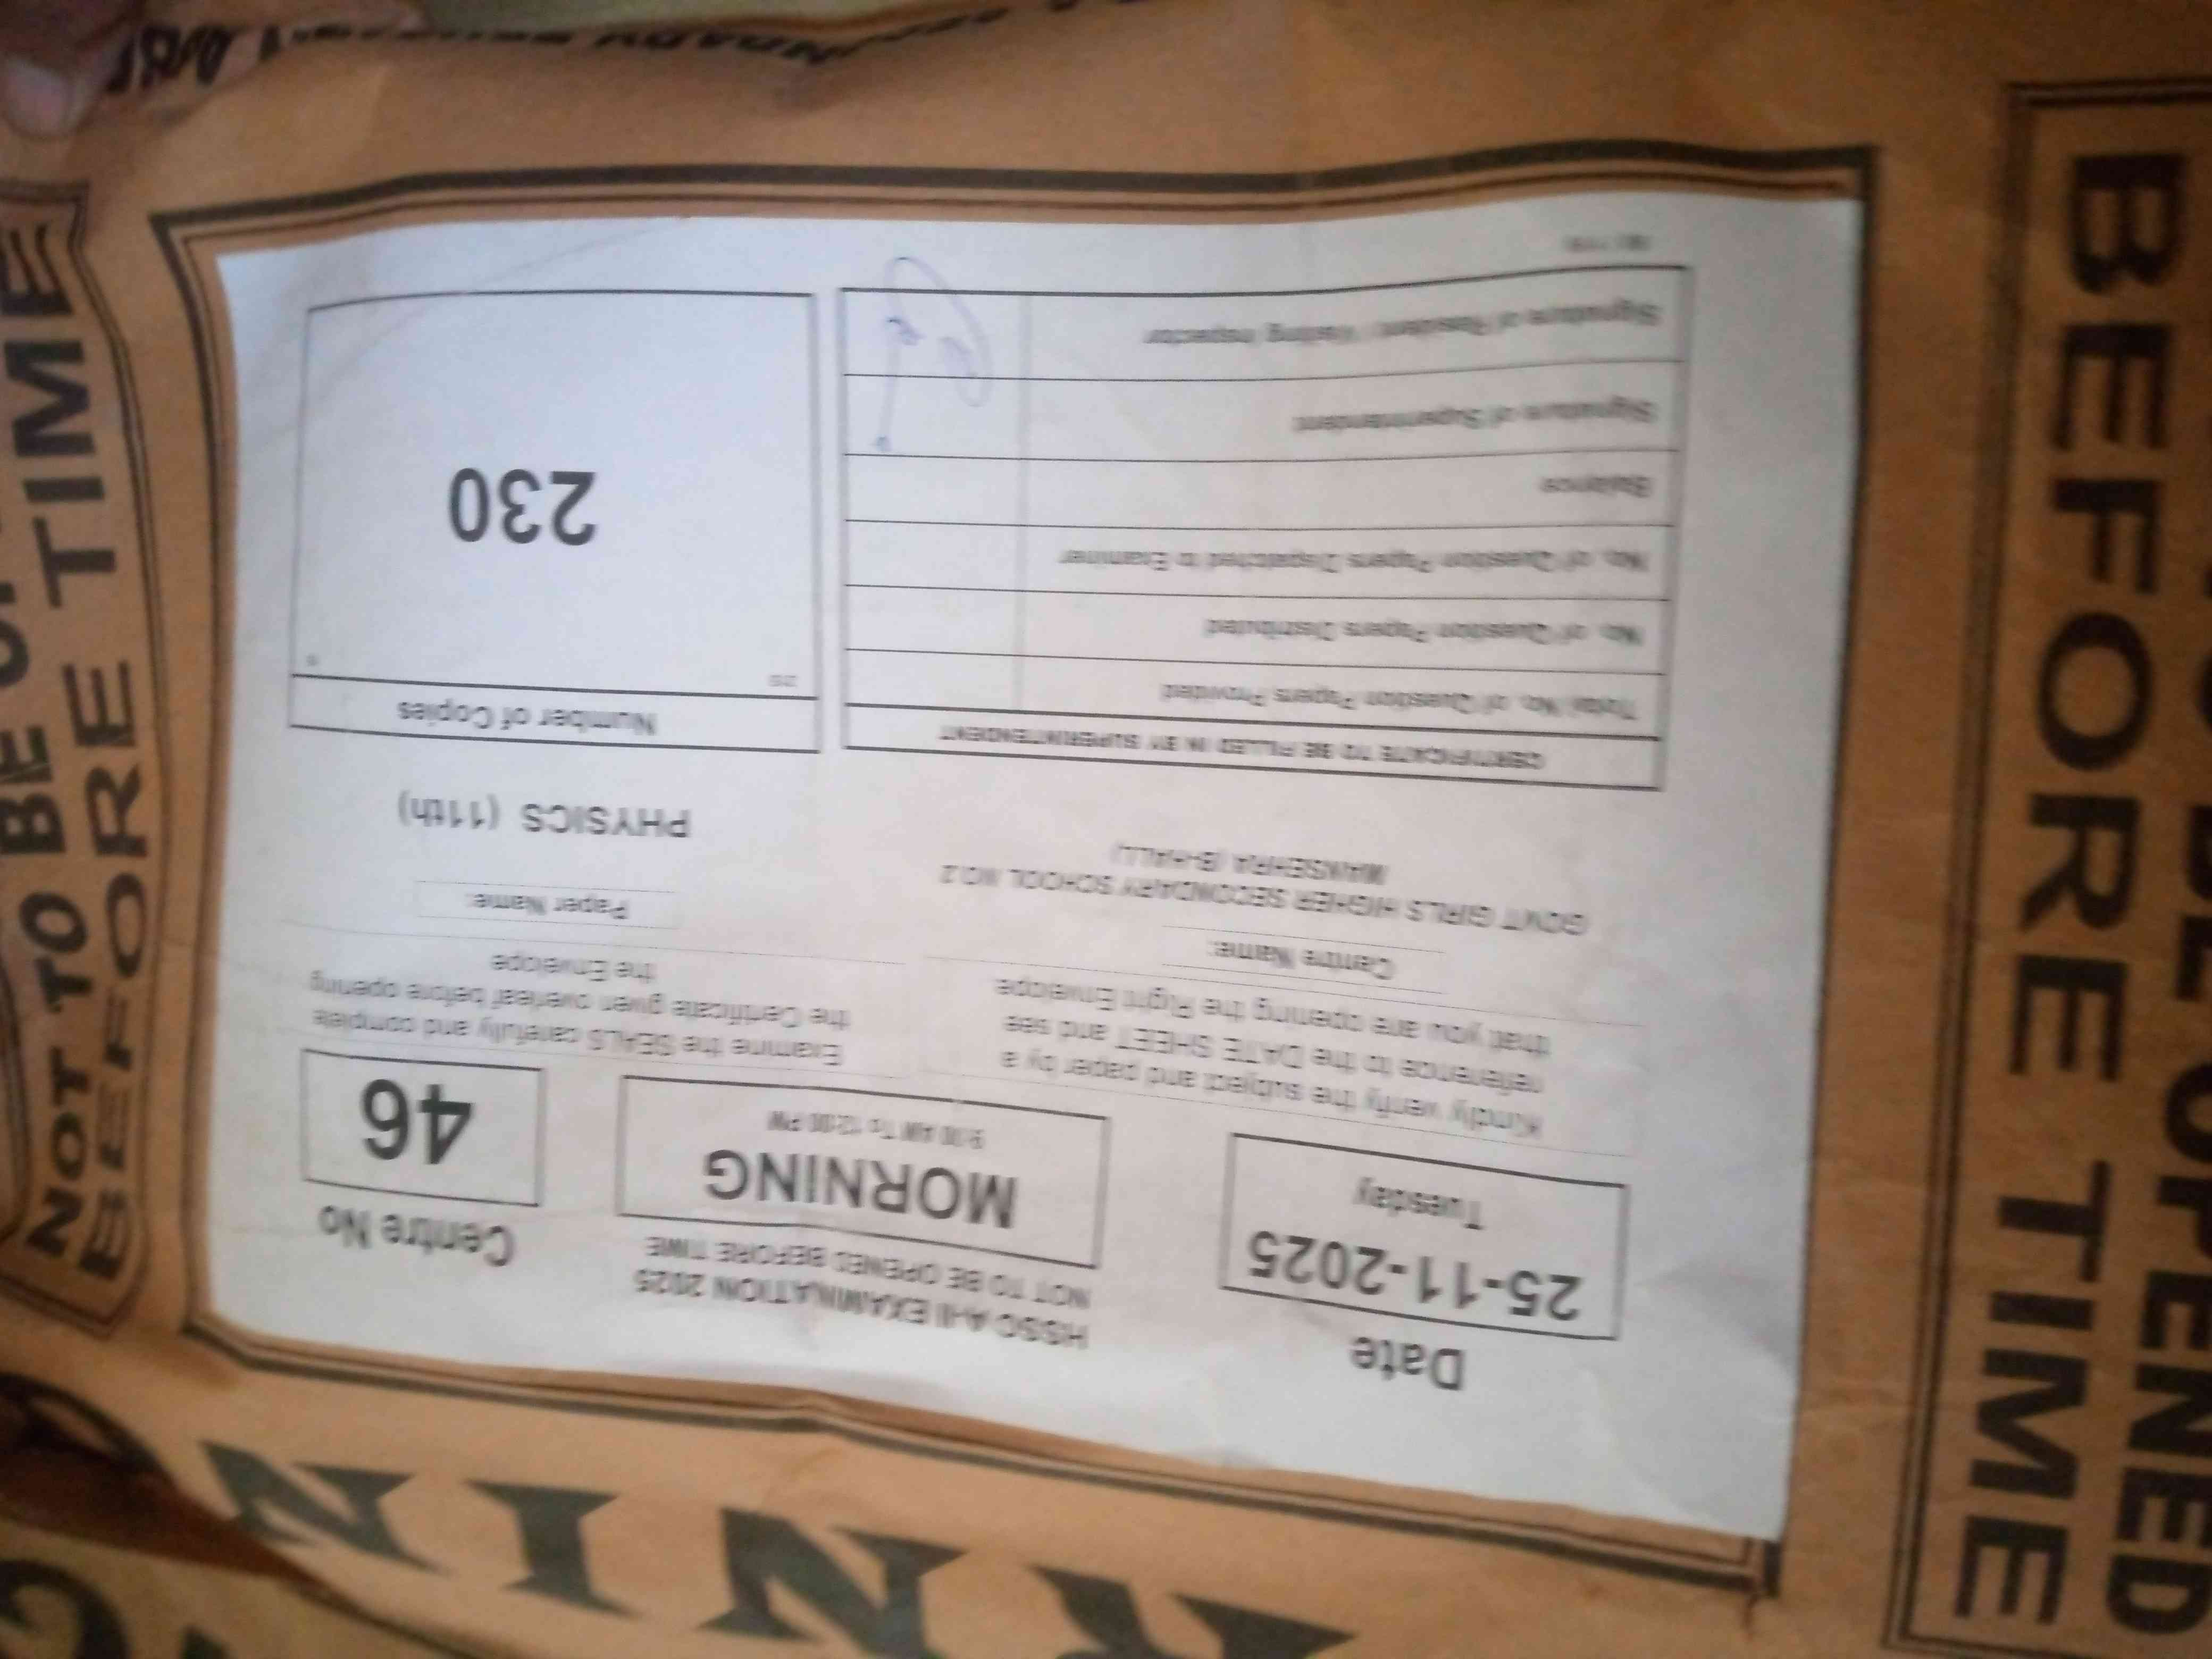 Date
25-11-2025
Tuesday
HSSC A-II EXAMINATION 2025
NOT TO BE OPENED BEFORE TIME
MORNING
9:00 AM To 12:00 PM
Centre No
46
Kindly verify the subject and paper by a
reference to the DATE SHEET and see
that you are opening the Right Envelope
Examine the SEALS carefully and complete
the Certificate given overleaf before opening
the Envelope
Centre Name:
GOVT GIRLS HIGHER SECONDARY SCHOOL NO.2
MANSEHRA (B-HALL)
Paper Name:
PHYSICS (11th)
CERTIFICATE TO BE FILLED IN BY SUPERINTENDENT
Total No. of Question Papers Provided
No. of Question Papers Distributed
No. of Question Papers Dispatched to Examiner
Balance
Signature of Superintendent
Signature of Resident / Visiting Inspector
Number of Copies
230
NOT TO BE
BEFORE TIME
TO BE OPENED
BEFORE TIME